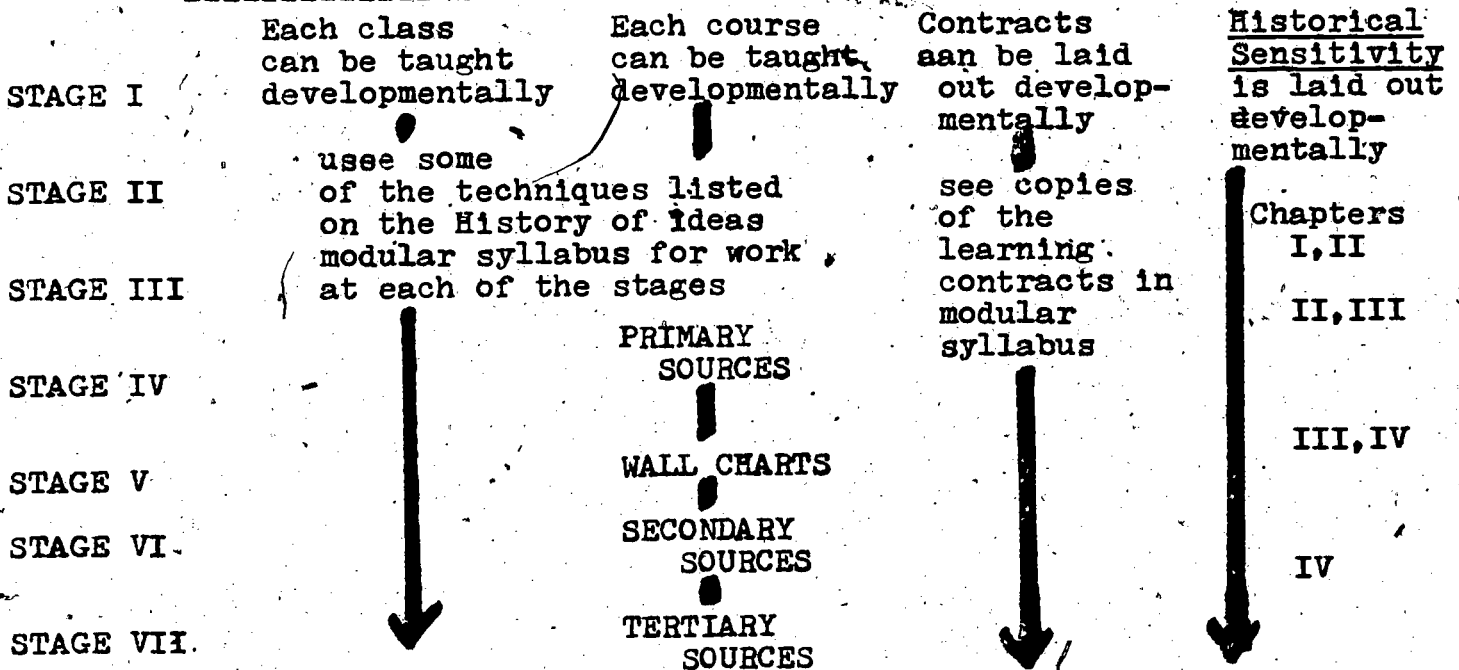 Each class
can be taught
developmentally
Each course
can be taught
developmentally
Contracts
aan be laid
out develop-
mentally
Historical
Sensitivity
is laid out
develop-
mentally
STAGE I
STAGE II
STAGE III
STAGE IV
STAGE V
STAGE VI
STAGE VII.
usee some
of the techniques listed
on the History of ideas
modular syllabus for work
at each of the stages
PRIMARY
SOURCES
WALL CHARTS
SECONDARY
SOURCES
TERTIARY
SOURCES
see copies
of the
learning
contracts in
modular
syllabus
Chapters
I,II
II,III
III,IV
IV